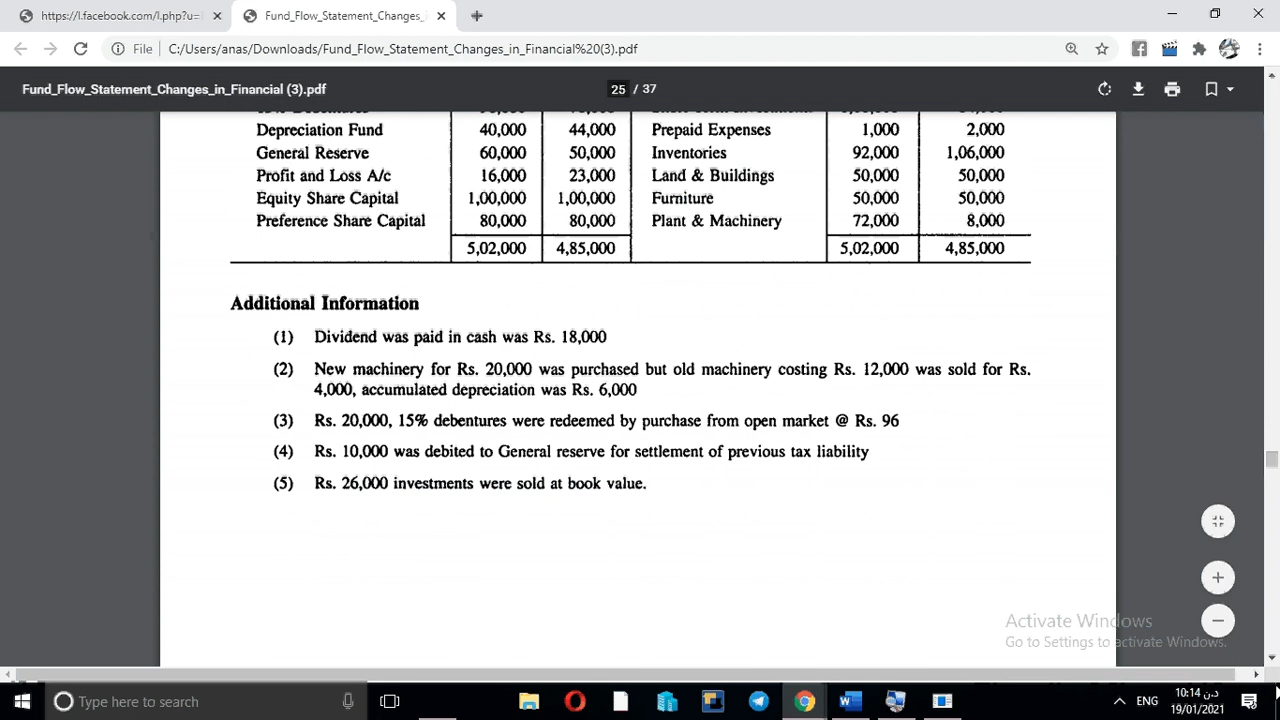 https://l.facebook.com/l.php?u=
Fund_Flow_Statement_Changes_
File C:/Users/anas/Downloads/Fund_Flow_Statement_Changes_in_Financial%20(3).pdf
Fund_Flow_Statement_Changes_in_Financial (3).pdf 25 / 37
Depreciation Fund 40,000 44,000 Prepaid Expenses 1,000 2,000
General Reserve 60,000 50,000 Inventories 92,000 1,06,000
Profit and Loss A/c 16,000 23,000 Land & Buildings 50,000 50,000
Equity Share Capital 1,00,000 1,00,000 Furniture 50,000 50,000
Preference Share Capital 80,000 80,000 Plant & Machinery 72,000 8,000
5,02,000 4,85,000 5,02,000 4,85,000
Additional Information
(1) Dividend was paid in cash was Rs. 18,000
(2) New machinery for Rs. 20,000 was purchased but old machinery costing Rs. 12,000 was sold for Rs.
4,000, accumulated depreciation was Rs. 6,000
(3) Rs. 20,000, 15% debentures were redeemed by purchase from open market @ Rs. 96
(4) Rs. 10,000 was debited to General reserve for settlement of previous tax liability
(5) Rs. 26,000 investments were sold at book value.
Activate Windows
Go to Settings to activate Windows.
Type here to search
ENG
10:14 د.ن
19/01/2021